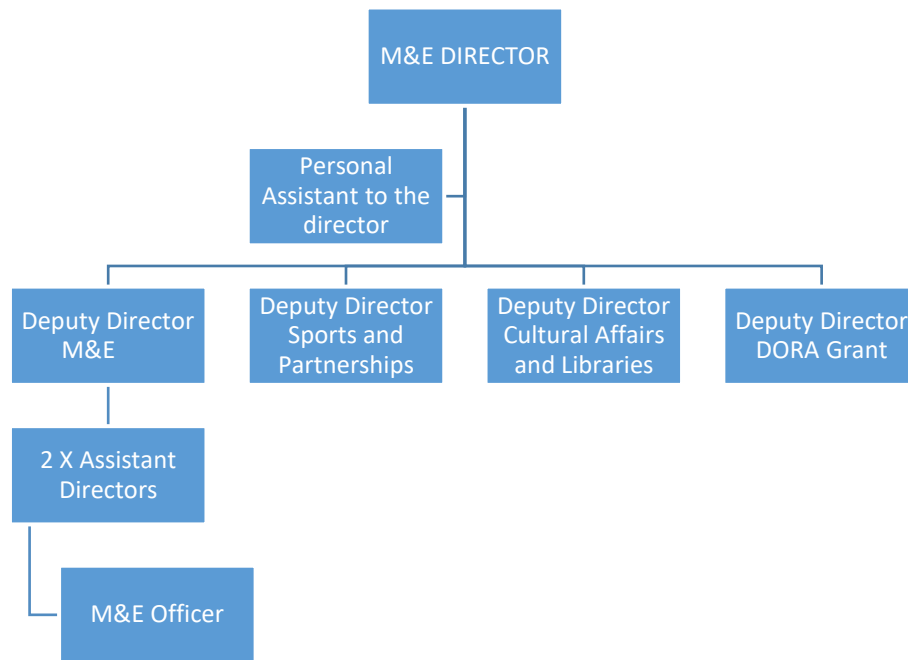 M&E DIRECTOR
Personal
Assistant to the
director
Deputy Director
M&E
Deputy Director
Sports and
Partnerships
Deputy Director
Cultural Affairs
and Libraries
Deputy Director
DORA Grant
2 X Assistant
Directors
M&E Officer